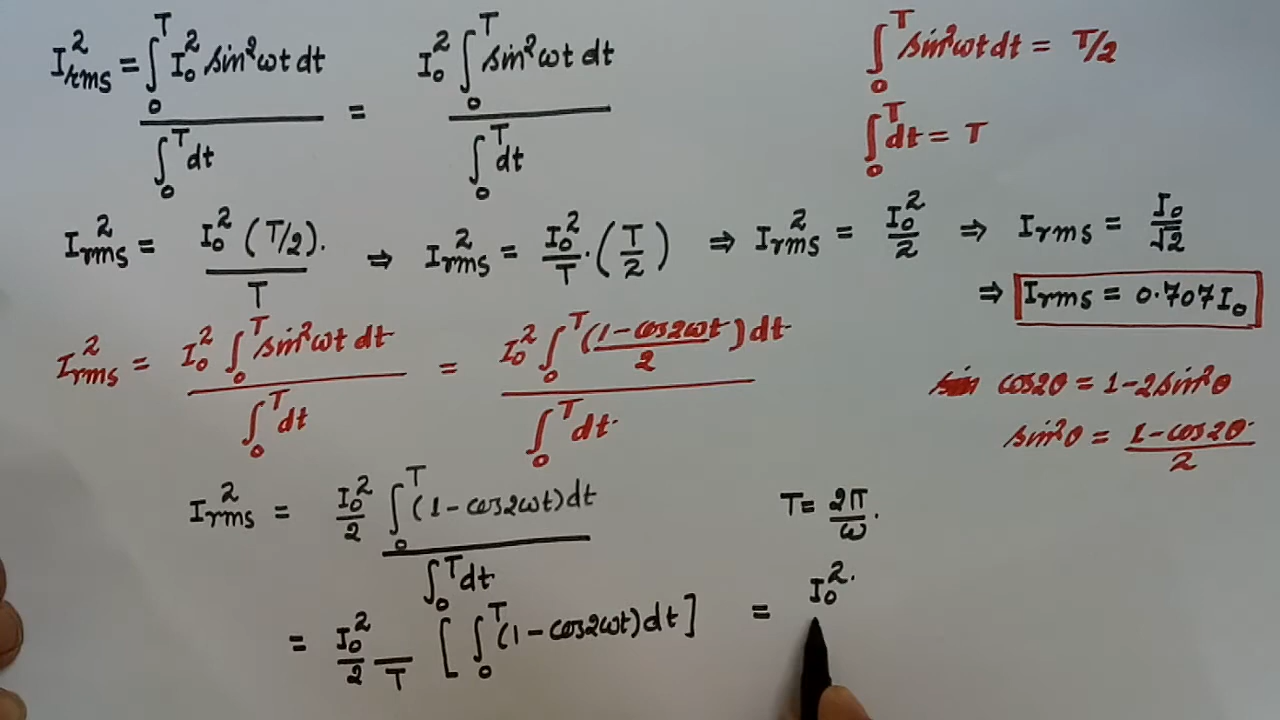 I²rms = ∫₀ᵀ I₀² sin²ωt dt / ∫₀ᵀ dt = I₀² ∫₀ᵀ sin²ωt dt / ∫₀ᵀ dt
∫₀ᵀ sin²ωt dt = T/2
∫₀ᵀ dt = T
I²rms = I₀² (T/2). / T ⇒ I²rms = I₀²/T · (T/2) ⇒ I²rms = I₀²/2 ⇒ Irms = I₀/√2
⇒ Irms = 0.707 I₀
I²rms = I₀² ∫₀ᵀ sin²ωt dt / ∫₀ᵀ dt = I₀² ∫₀ᵀ (1-cos2ωt / 2) dt / ∫₀ᵀ dt.
cos2θ = 1-2sin²θ
sin²θ = 1-cos2θ / 2
I²rms = I₀²/2 ∫₀ᵀ (1-cos2ωt) dt / ∫₀ᵀ dt
T = 2π/ω.
= I₀²/2 /T [ ∫₀ᵀ (1-cos2ωt) dt ] = I₀².